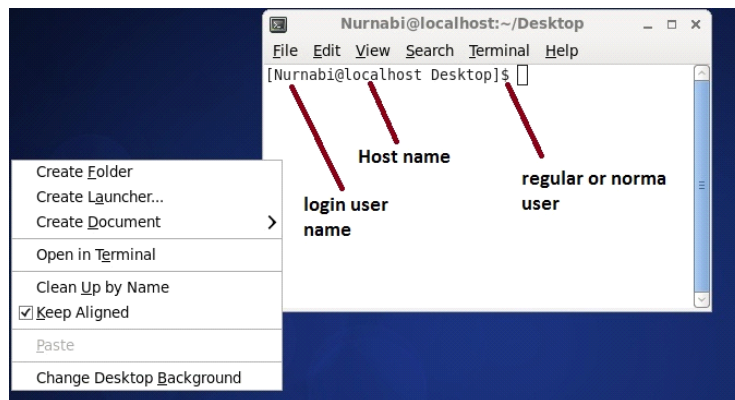 Nurnabi@localhost:~/Desktop
File Edit View Search Terminal Help
[Nurnabi@localhost Desktop]$
Host name
regular or norma
user
login user
name
Create Folder
Create Launcher...
Create Document
Open in Terminal
Clean Up by Name
Keep Aligned
Paste
Change Desktop Background